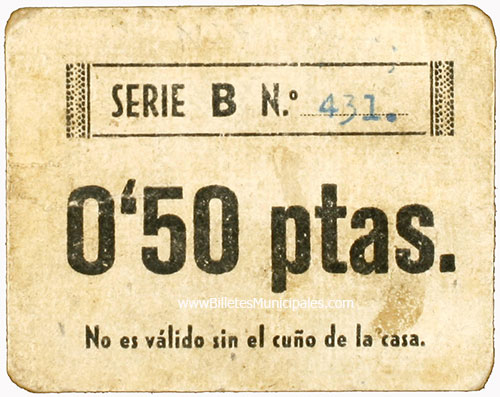 SERIE B N.º 431.
0'50 ptas.
www.BilletesMunicipales.com
No es válido sin el cuño de la casa.